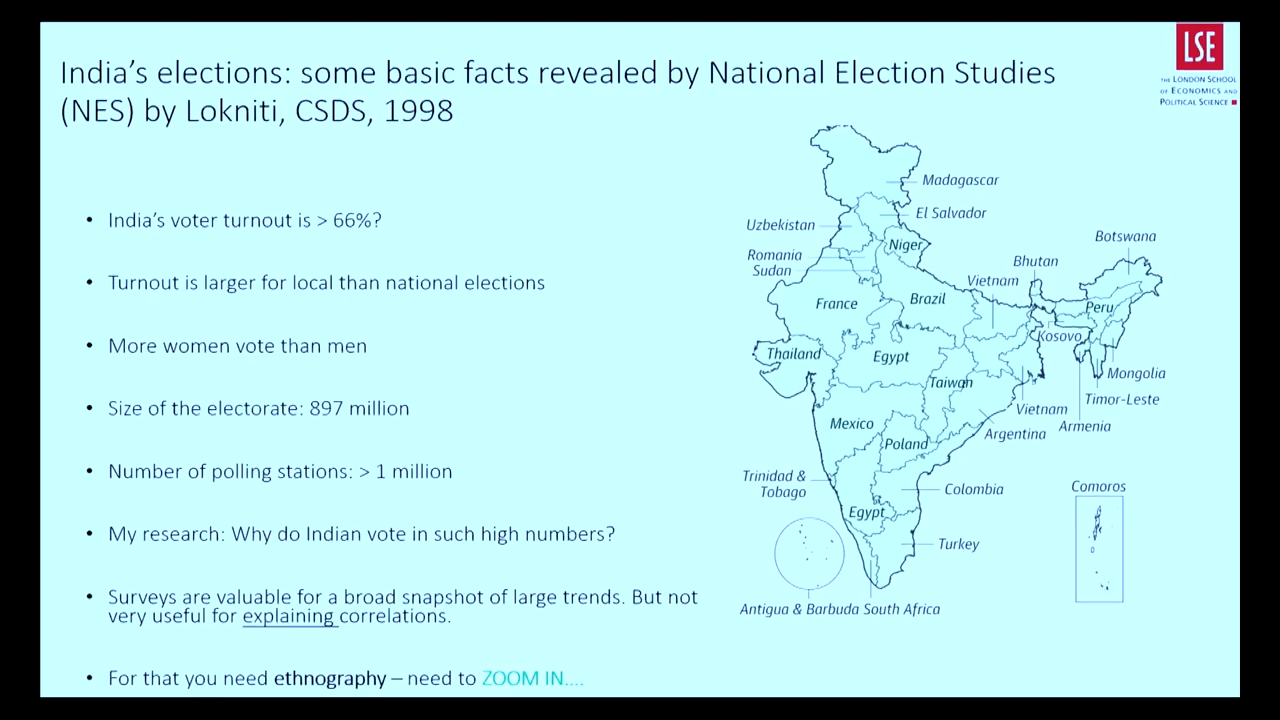 India's elections: some basic facts revealed by National Election Studies
(NES) by Lokniti, CSDS, 1998
LSE
THE LONDON SCHOOL
OF ECONOMICS AND
POLITICAL SCIENCE
• India's voter turnout is > 66%?
• Turnout is larger for local than national elections
• More women vote than men
• Size of the electorate: 897 million
• Number of polling stations: > 1 million
• My research: Why do Indian vote in such high numbers?
• Surveys are valuable for a broad snapshot of large trends. But not
very useful for explaining correlations.
• For that you need ethnography – need to ZOOM IN....
Madagascar
El Salvador
Uzbekistan
Niger
Botswana
Romania
Sudan
Bhutan
Vietnam
France
Brazil
Peru
Kosovo
Thailand
Egypt
Mongolia
Taiwan
Timor-Leste
Vietnam
Armenia
Mexico
Argentina
Poland
Trinidad &
Tobago
Colombia
Comoros
Egypt
Turkey
Antigua & Barbuda
South Africa